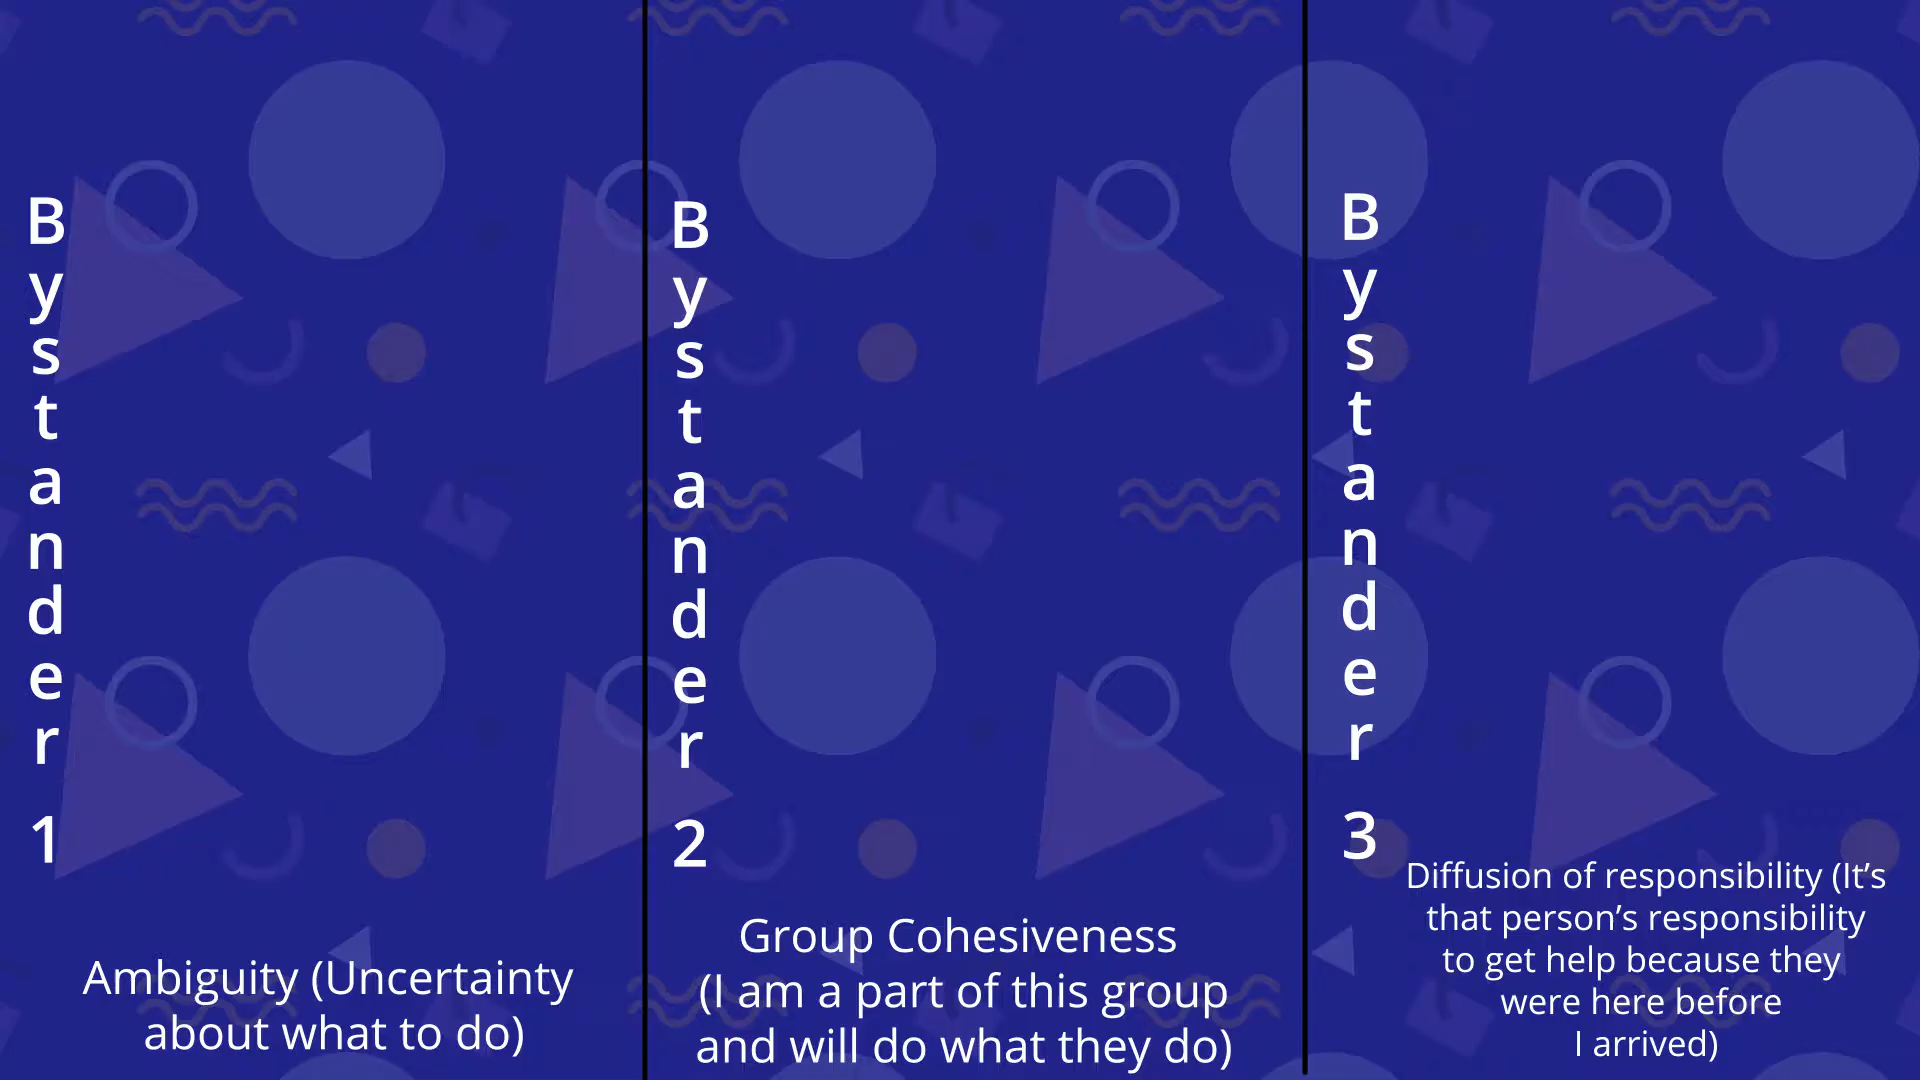 Bystander 1
Ambiguity (Uncertainty
about what to do)
Bystander 2
Group Cohesiveness
(I am a part of this group
and will do what they do)
Bystander 3
Diffusion of responsibility (It’s
that person’s responsibility
to get help because they
were here before
I arrived)